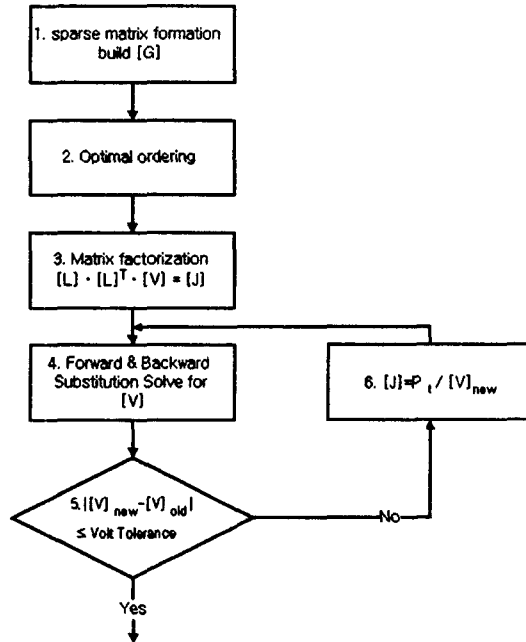 1. sparse matrix formation
build [G]
2. Optimal ordering
3. Matrix factorization
[L] · [L]ᵀ · [V] = [J]
4. Forward & Backward
Substitution Solve for
[V]
6. [J]=P t / [V] new
5.|[V] new -[V] old|
≤ Volt Tolerance
No
Yes